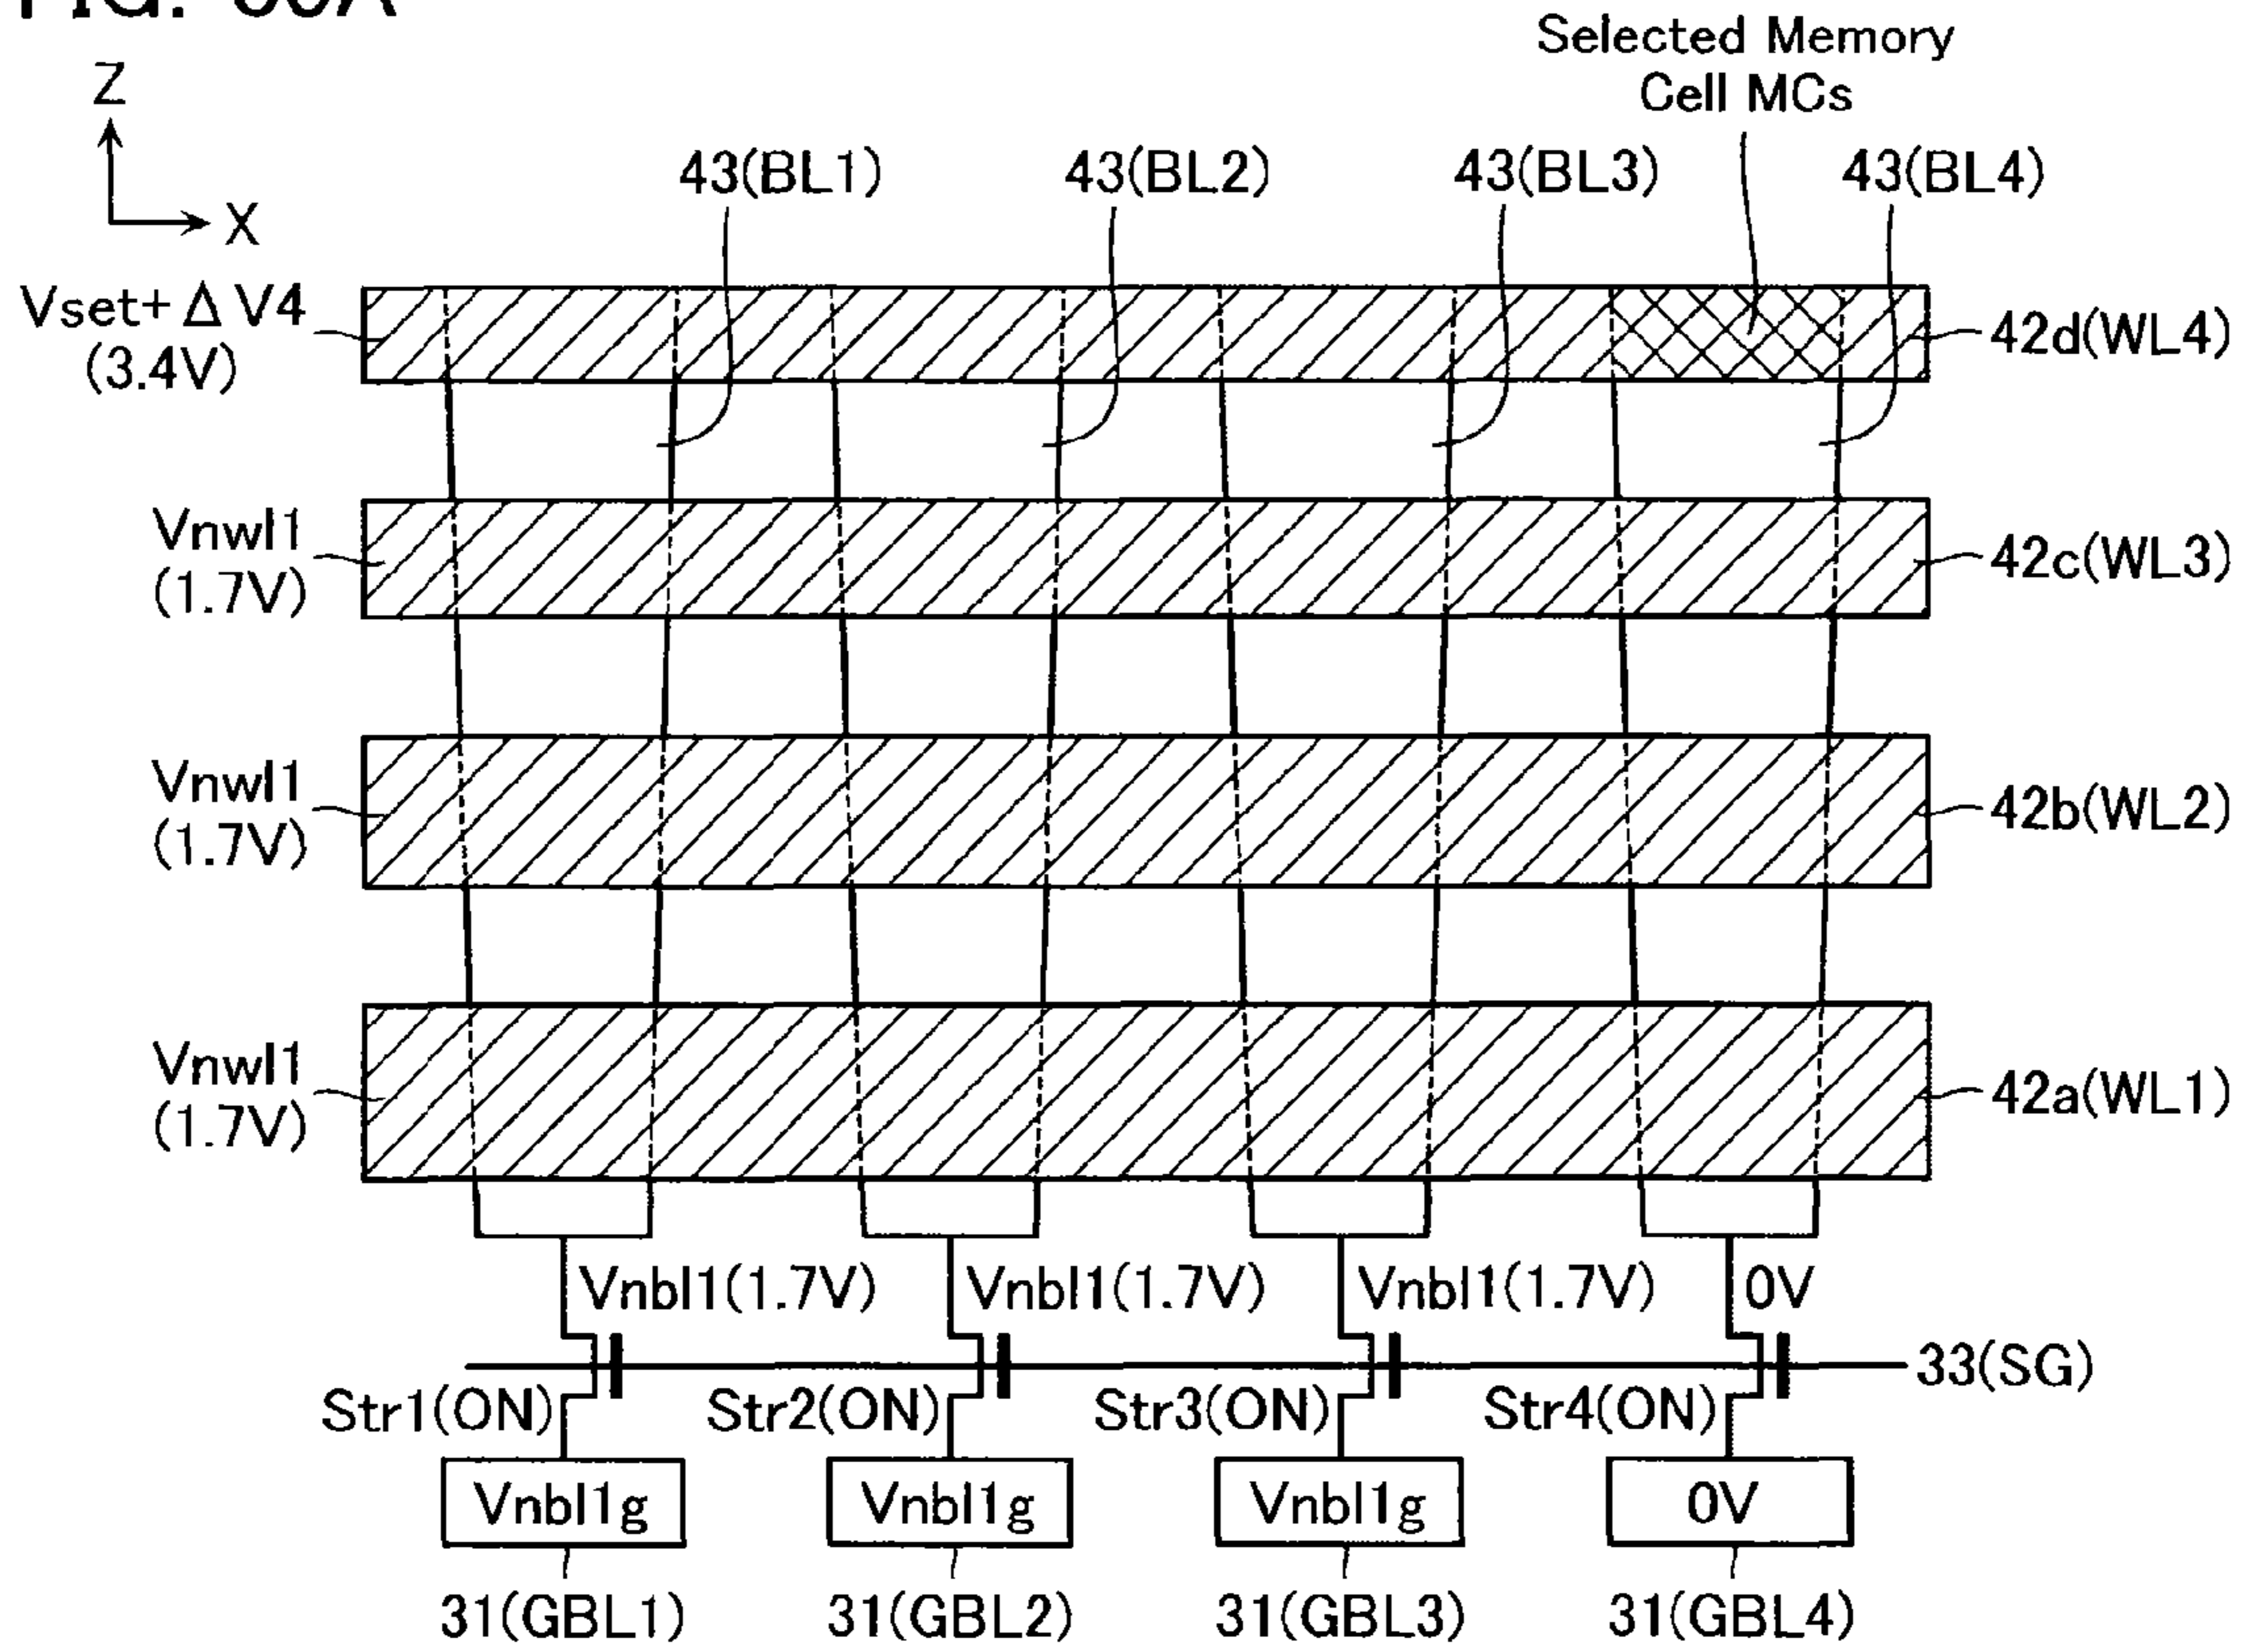 Selected Memory
Cell MCs
Z
X
43(BL1)
43(BL2)
43(BL3)
43(BL4)
Vset+ΔV4
(3.4V)
42d(WL4)
Vnwl1
(1.7V)
42c(WL3)
Vnwl1
(1.7V)
42b(WL2)
Vnwl1
(1.7V)
42a(WL1)
Vnbl1(1.7V)
Vnbl1(1.7V)
Vnbl1(1.7V)
0V
33(SG)
Str1(ON)
Str2(ON)
Str3(ON)
Str4(ON)
Vnbl1g
Vnbl1g
Vnbl1g
0V
31(GBL1)
31(GBL2)
31(GBL3)
31(GBL4)